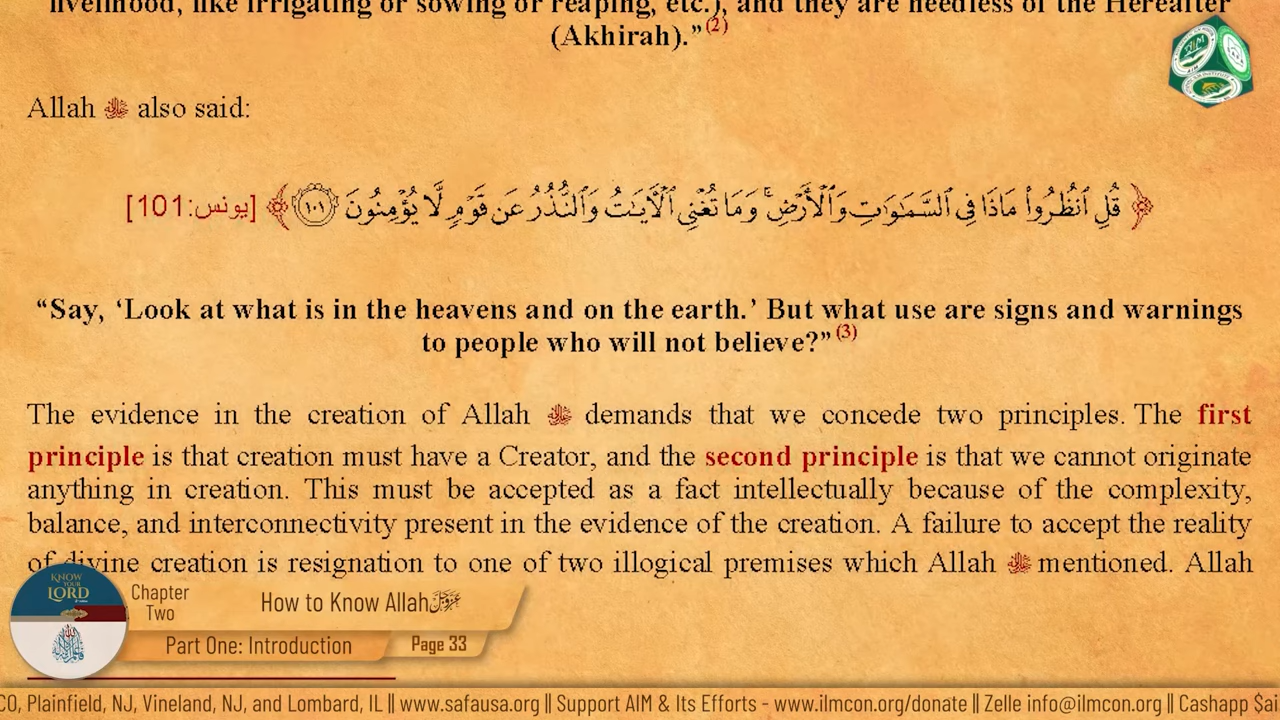 livelihood, like irrigating or sowing or reaping, etc.), and they are needless of the Hereafter
(Akhirah).”(2)
Allah ﷻ also said:
﴿ قُلِ ٱنظُرُوا۟ مَاذَا فِى ٱلسَّمَٰوَٰتِ وَٱلْأَرْضِ ۚ وَمَا تُغْنِى ٱلْءَايَٰتُ وَٱلنُّذُرُ عَن قَوْمٍ لَّا يُؤْمِنُونَ ١٠١ ﴾ [يونس:101]
“Say, ‘Look at what is in the heavens and on the earth.’ But what use are signs and warnings
to people who will not believe?”(3)
The evidence in the creation of Allah ﷻ demands that we concede two principles. The first
principle is that creation must have a Creator, and the second principle is that we cannot originate
anything in creation. This must be accepted as a fact intellectually because of the complexity,
balance, and interconnectivity present in the evidence of the creation. A failure to accept the reality
of divine creation is resignation to one of two illogical premises which Allah ﷻ mentioned. Allah
KNOW
YOUR
LORD
Chapter
Two
How to Know Allah عَزَّوَجَلَّ
Part One: Introduction
Page 33
CO, Plainfield, NJ, Vineland, NJ, and Lombard, IL || www.safausa.org || Support AIM & Its Efforts - www.ilmcon.org/donate || Zelle info@ilmcon.org || Cashapp $ai